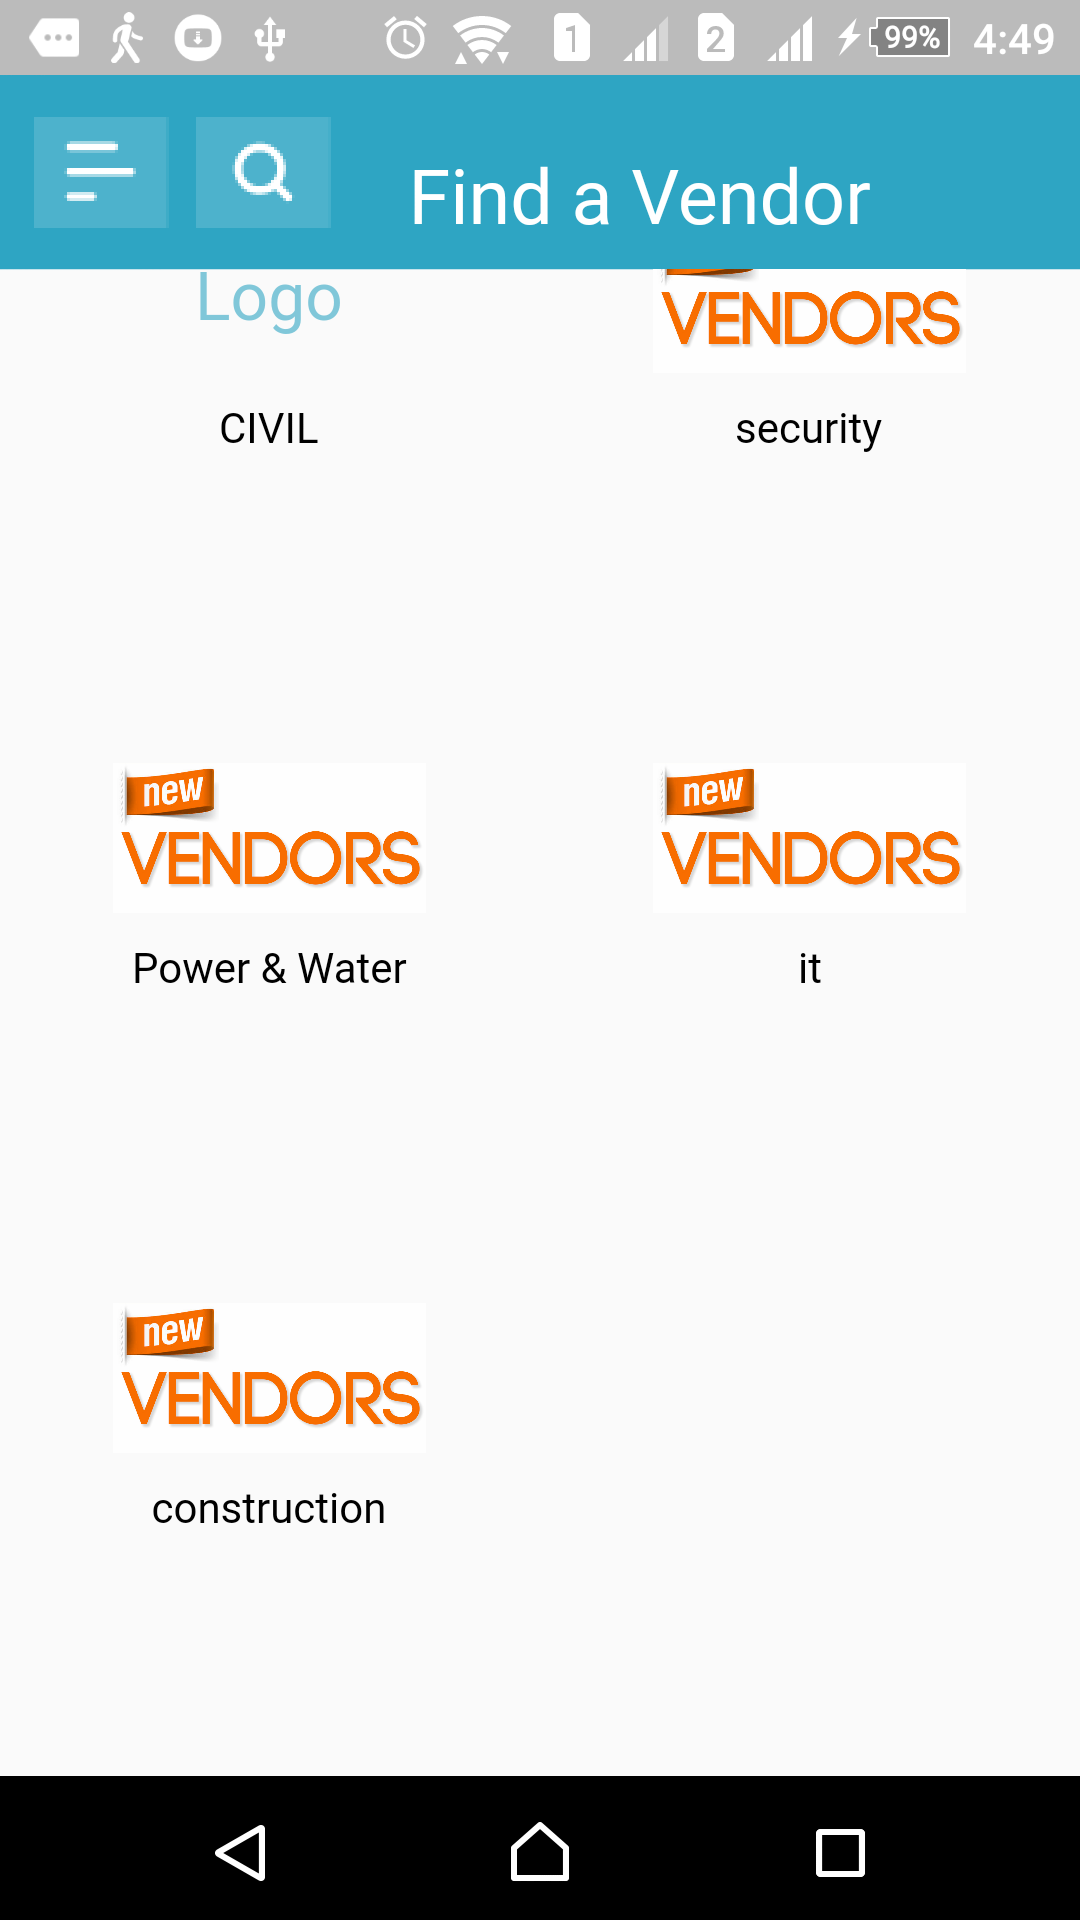 1 2 99% 4:49
Find a Vendor
Logo
VENDORS
CIVIL
security
new
VENDORS
new
VENDORS
Power & Water
it
new
VENDORS
construction